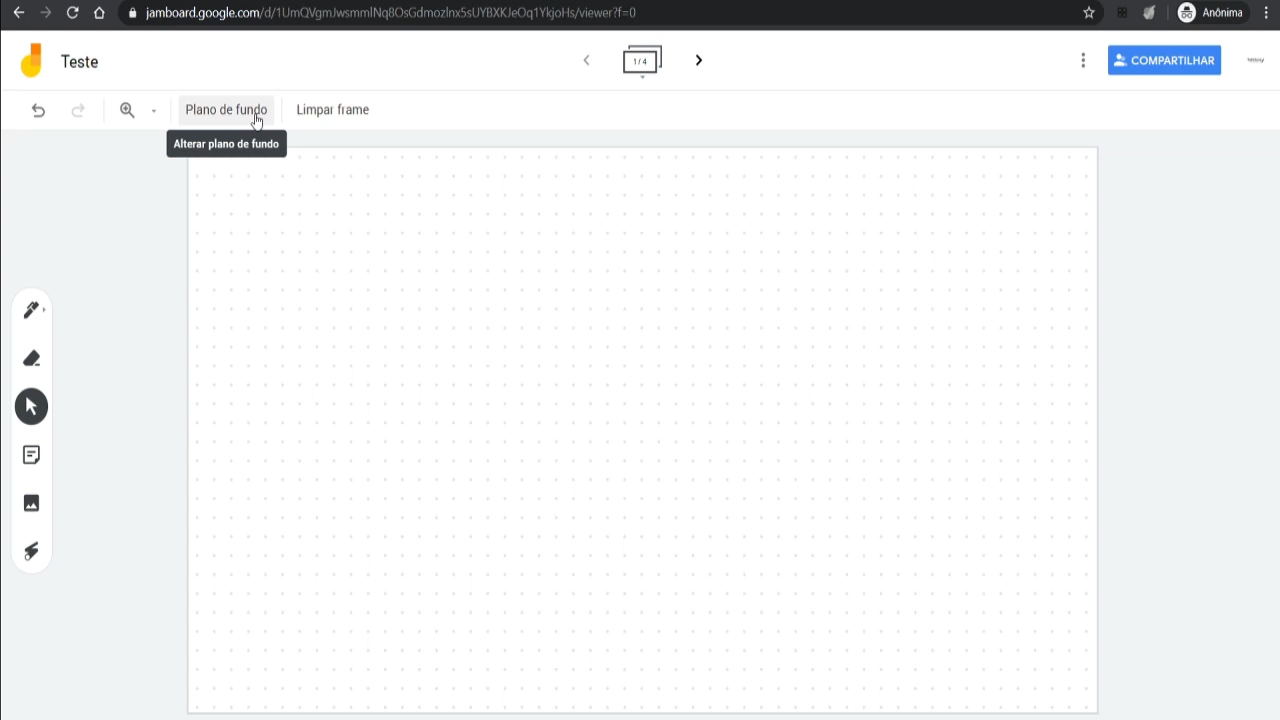 jamboard.google.com/d/1UmQVgmJwsmmlNq8OsGdmozlnx5sUYBXKJeOq1YkjoHs/viewer?f=0
Anônima
Teste
1/4
COMPARTILHAR
Plano de fundo
Limpar frame
Alterar plano de fundo